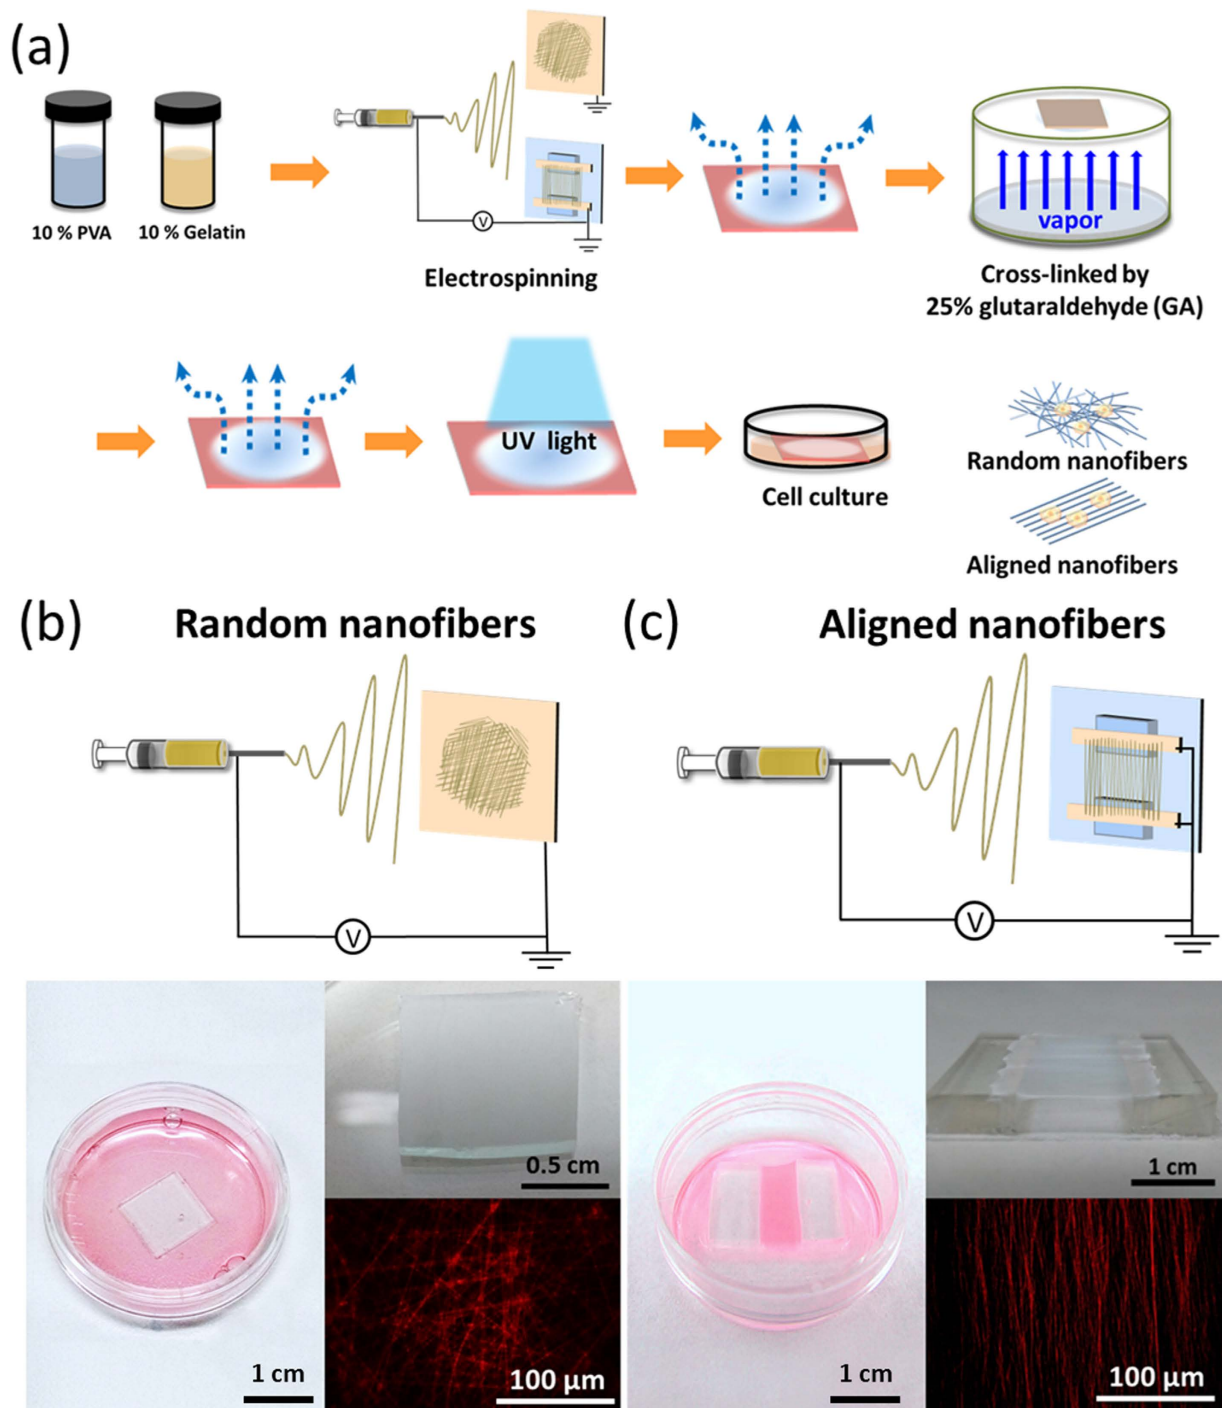 (a)
10 % PVA
10 % Gelatin
V
Electrospinning
vapor
Cross-linked by
25% glutaraldehyde (GA)
UV light
Cell culture
Random nanofibers
Aligned nanofibers
(b)
Random nanofibers
V
(c)
Aligned nanofibers
V
1 cm
0.5 cm
100 µm
1 cm
1 cm
100 µm